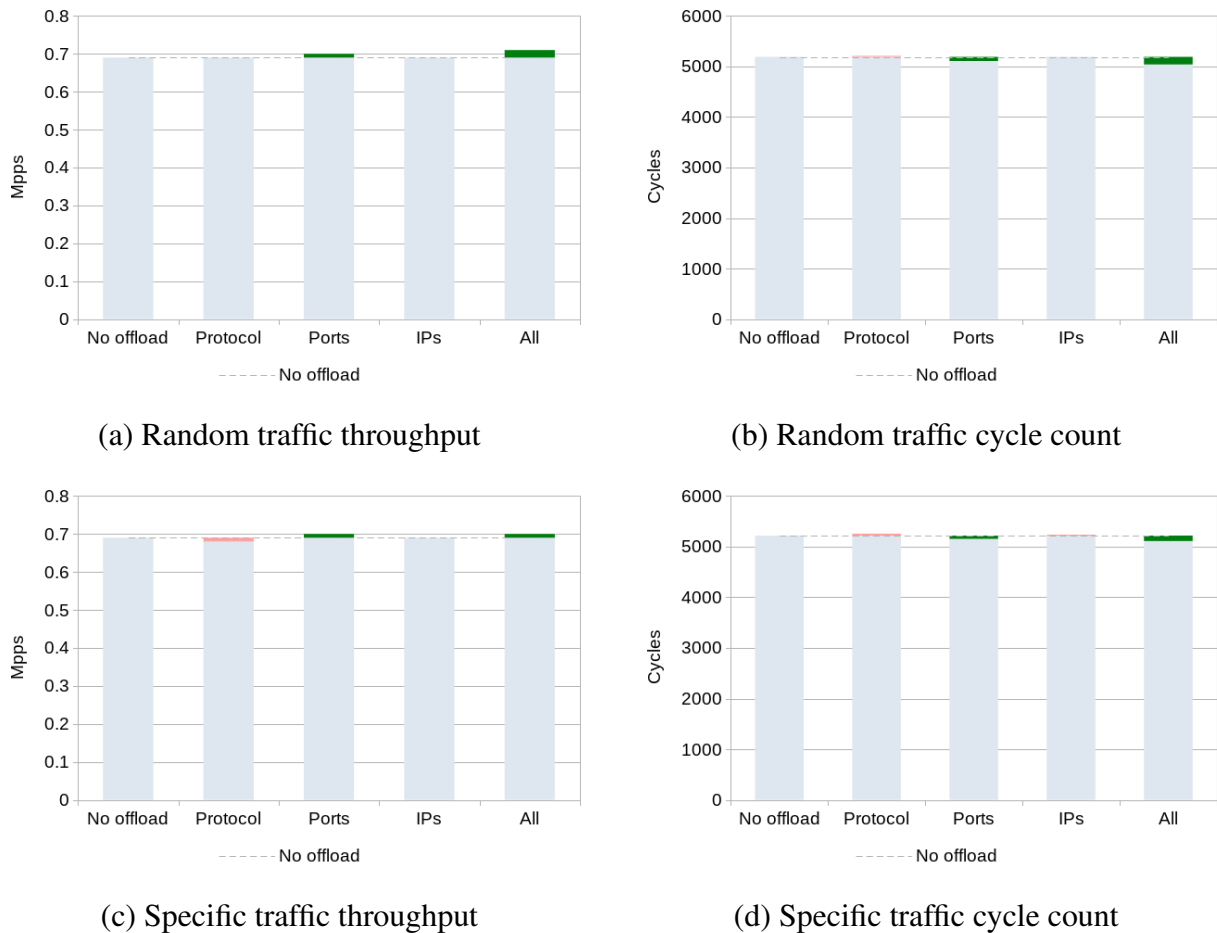 0.8
0.7
0.6
0.5
0.4
0.3
0.2
0.1
0
Mpps
No offload Protocol Ports IPs All
No offload
(a) Random traffic throughput
6000
5000
4000
3000
2000
1000
0
Cycles
No offload Protocol Ports IPs All
No offload
(b) Random traffic cycle count
0.8
0.7
0.6
0.5
0.4
0.3
0.2
0.1
0
Mpps
No offload Protocol Ports IPs All
No offload
(c) Specific traffic throughput
6000
5000
4000
3000
2000
1000
0
Cycles
No offload Protocol Ports IPs All
No offload
(d) Specific traffic cycle count